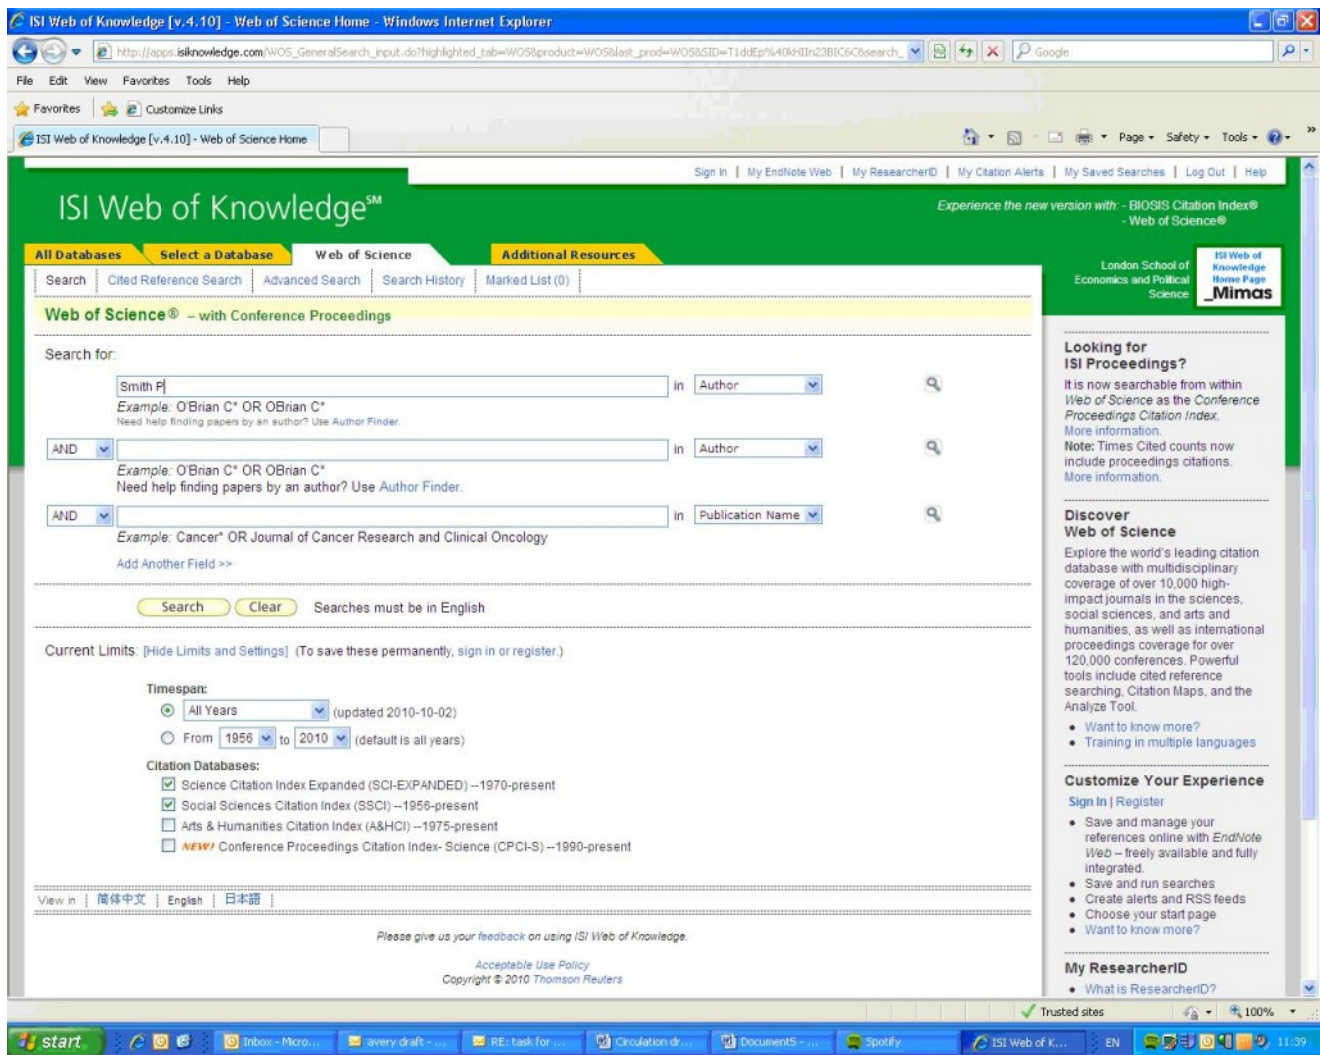 ISI Web of Knowledge [v.4.10] - Web of Science Home - Windows Internet Explorer
http://apps.isiknowledge.com/WOS_GeneralSearch_input.do?highlighted_tab=WOS&product=WOS&last_prod=WOS&SID=T1ddEp%40kHIIn23BIC6C&search_
Google
File Edit View Favorites Tools Help
Favorites Customize Links
ISI Web of Knowledge [v.4.10] - Web of Science Home
Page Safety Tools
Sign In | My EndNote Web | My ResearcherID | My Citation Alerts | My Saved Searches | Log Out | Help
ISI Web of Knowledge℠
Experience the new version with: - BIOSIS Citation Index®
- Web of Science®
All Databases Select a Database Web of Science Additional Resources
Search Cited Reference Search Advanced Search Search History Marked List (0)
London School of
Economics and Political
Science
ISI Web of
Knowledge
Home Page
_Mimas
Web of Science® – with Conference Proceedings
Search for:
Smith P in Author
Example: O'Brian C* OR OBrian C*
Need help finding papers by an author? Use Author Finder.
AND in Author
Example: O'Brian C* OR OBrian C*
Need help finding papers by an author? Use Author Finder.
AND in Publication Name
Example: Cancer* OR Journal of Cancer Research and Clinical Oncology
Add Another Field >>
Search Clear Searches must be in English
Current Limits: [Hide Limits and Settings] (To save these permanently, sign in or register.)
Timespan:
All Years (updated 2010-10-02)
From 1956 to 2010 (default is all years)
Citation Databases:
Science Citation Index Expanded (SCI-EXPANDED) --1970-present
Social Sciences Citation Index (SSCI) --1956-present
Arts & Humanities Citation Index (A&HCI) --1975-present
NEW! Conference Proceedings Citation Index- Science (CPCI-S) --1990-present
View in | 简体中文 | English | 日本語 |
Please give us your feedback on using ISI Web of Knowledge.
Acceptable Use Policy
Copyright © 2010 Thomson Reuters
Looking for
ISI Proceedings?
It is now searchable from within
Web of Science as the Conference
Proceedings Citation Index.
More information.
Note: Times Cited counts now
include proceedings citations.
More information.
Discover
Web of Science
Explore the world's leading citation
database with multidisciplinary
coverage of over 10,000 high-
impact journals in the sciences,
social sciences, and arts and
humanities, as well as international
proceedings coverage for over
120,000 conferences. Powerful
tools include cited reference
searching, Citation Maps, and the
Analyze Tool.
• Want to know more?
• Training in multiple languages
Customize Your Experience
Sign In | Register
• Save and manage your
references online with EndNote
Web – freely available and fully
integrated.
• Save and run searches
• Create alerts and RSS feeds
• Choose your start page
• Want to know more?
My ResearcherID
• What is ResearcherID?
Trusted sites 100%
start Inbox - Micro... avery draft - ... RE: task for ... Circulation dr... Document5 - ... Spotify ISI Web of K... EN 11:39